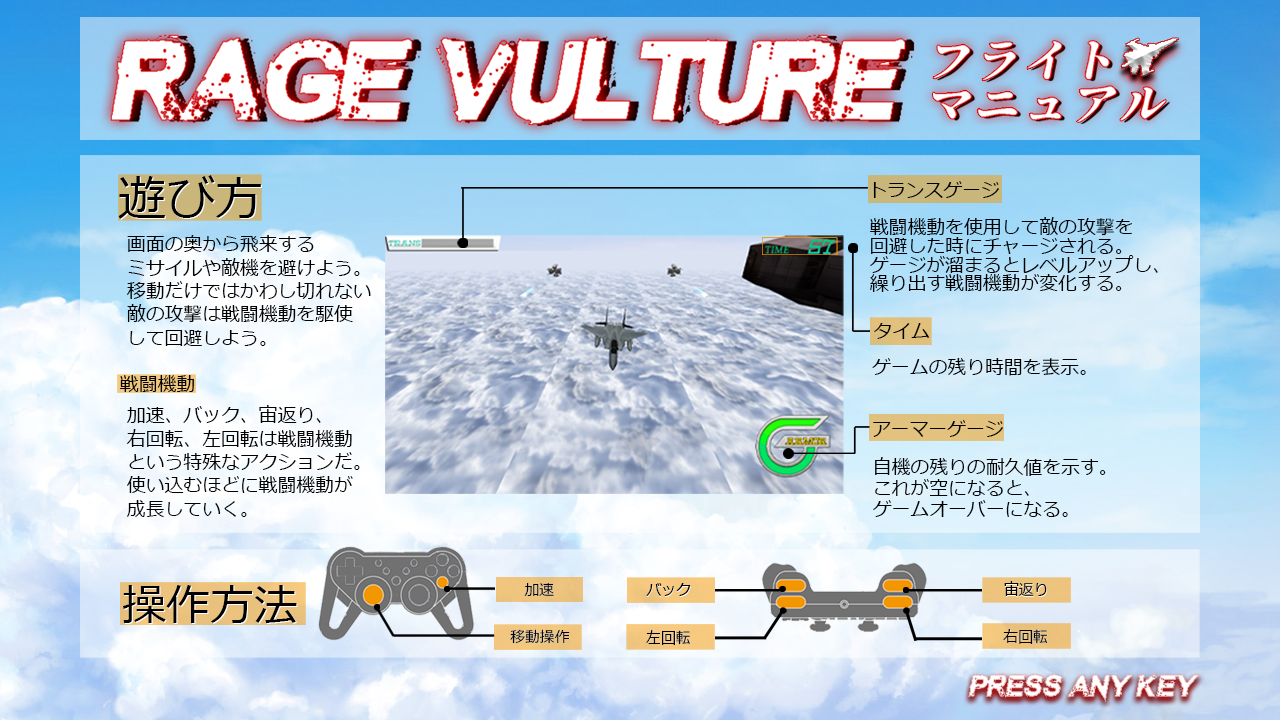 RAGE VULTURE
フライト
マニュアル
遊び方
画面の奥から飛来する
ミサイルや敵機を避けよう。
移動だけではかわし切れない
敵の攻撃は戦闘機動を駆使
して回避しよう。
戦闘機動
加速、バック、宙返り、
右回転、左回転は戦闘機動
という特殊なアクションだ。
使い込むほどに戦闘機動が
成長していく。
TRANS
TIME 67
ARMOR
トランスゲージ
戦闘機動を使用して敵の攻撃を
回避した時にチャージされる。
ゲージが溜まるとレベルアップし、
繰り出す戦闘機動が変化する。
タイム
ゲームの残り時間を表示。
アーマーゲージ
自機の残りの耐久値を示す。
これが空になると、
ゲームオーバーになる。
操作方法
加速
移動操作
バック
左回転
宙返り
右回転
PRESS ANY KEY